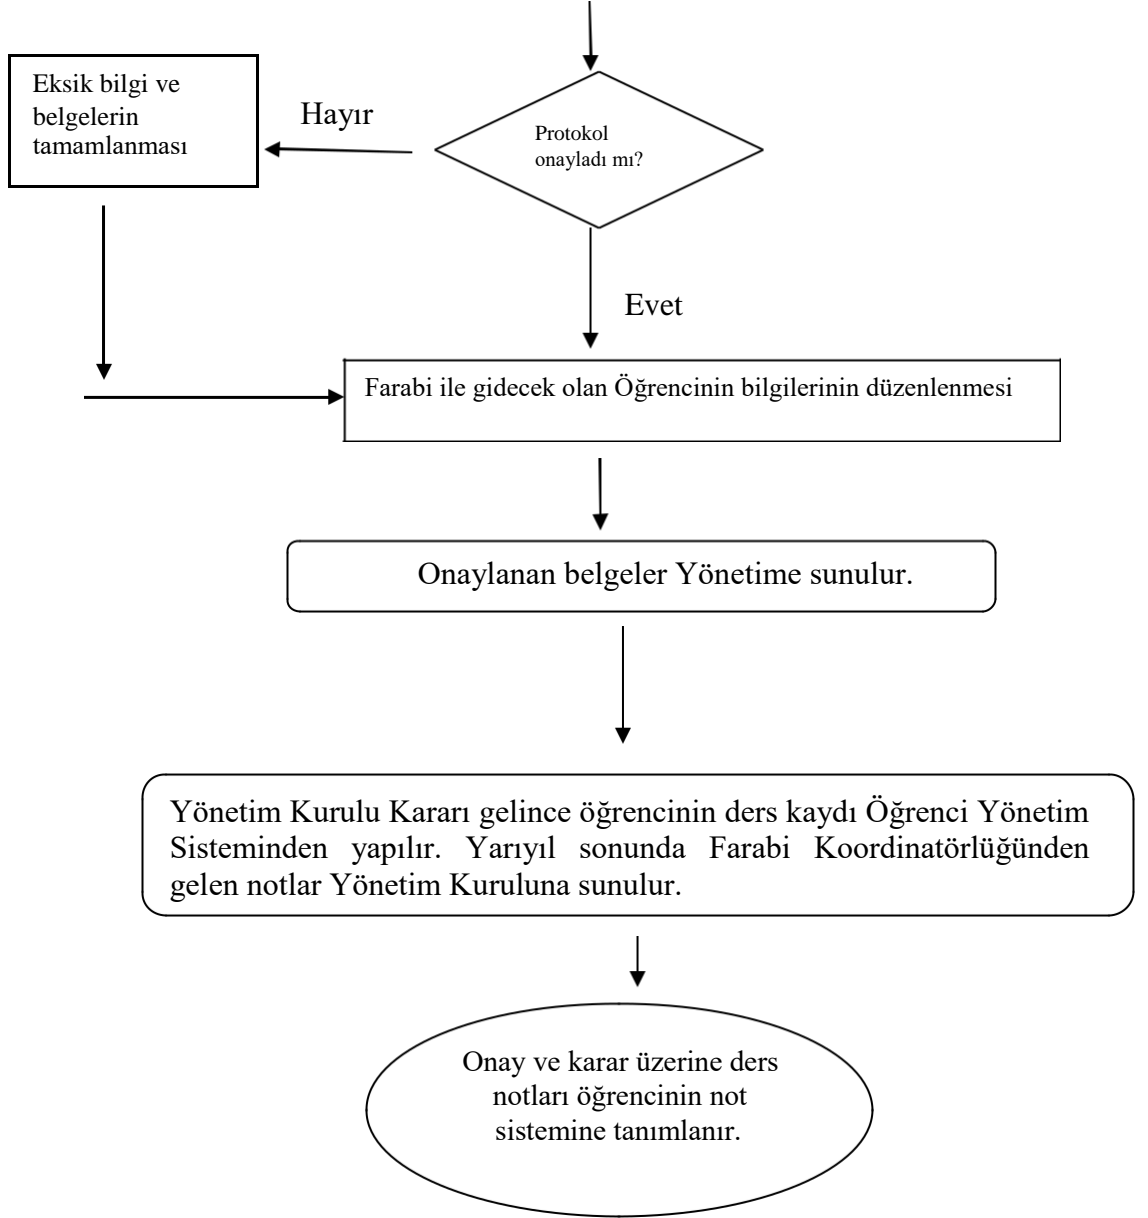 Eksik bilgi ve
belgelerin
tamamlanması
Hayır
Protokol
onayladı mı?
Evet
Farabi ile gidecek olan Öğrencinin bilgilerinin düzenlenmesi
Onaylanan belgeler Yönetime sunulur.
Yönetim Kurulu Kararı gelince öğrencinin ders kaydı Öğrenci Yönetim
Sisteminden yapılır. Yarıyıl sonunda Farabi Koordinatörlüğünden
gelen notlar Yönetim Kuruluna sunulur.
Onay ve karar üzerine ders
notları öğrencinin not
sistemine tanımlanır.